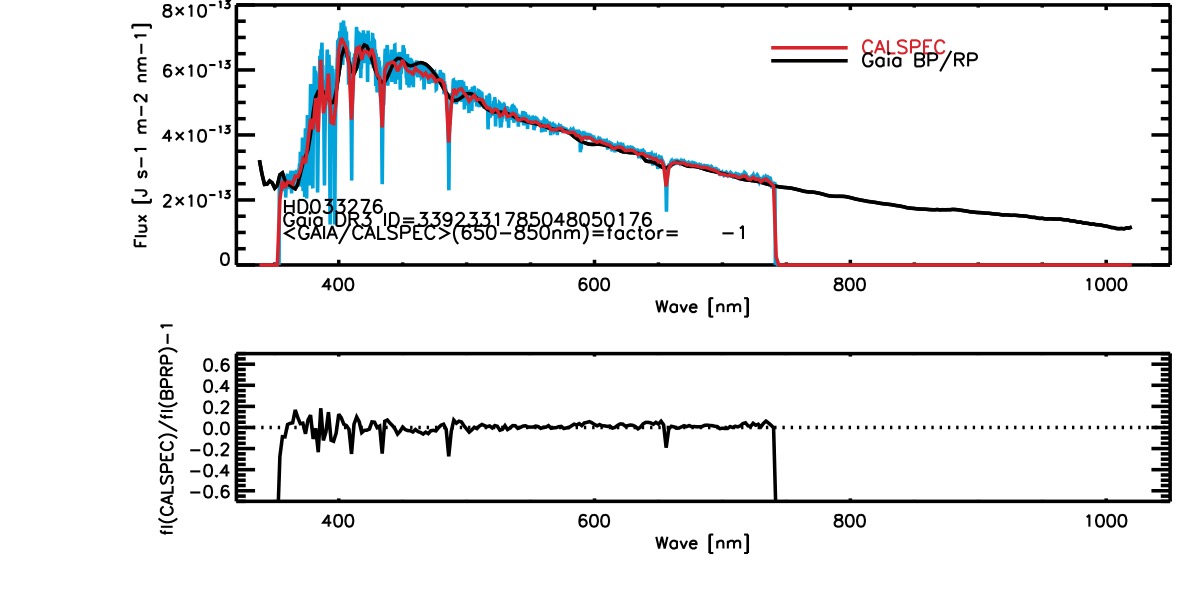 8×10−13
6×10−13
4×10−13
2×10−13
0
Flux [J s−1 m−2 nm−1]
CALSPEC
Gaia BP/RP
HD033276
Gaia DR3 ID=3392331785048050176
<GAIA/CALSPEC>(650−850nm)=factor= −1
400 600 800 1000
Wave [nm]
fl(CALSPEC)/fl(BPRP)−1
0.6
0.4
0.2
0.0
−0.2
−0.4
−0.6
400 600 800 1000
Wave [nm]